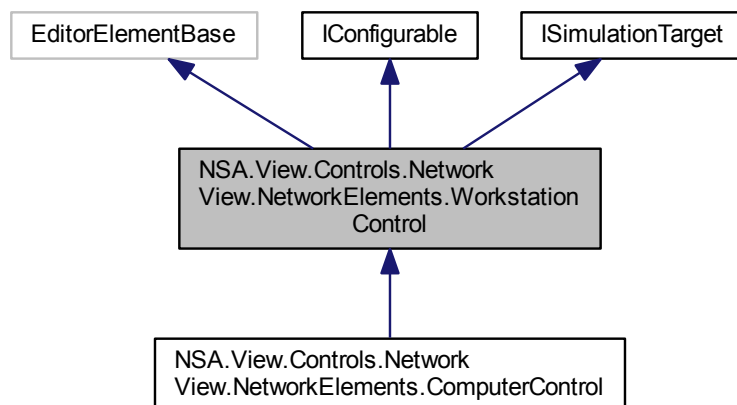 EditorElementBase
IConfigurable
ISimulationTarget
NSA.View.Controls.Network
View.NetworkElements.Workstation
Control
NSA.View.Controls.Network
View.NetworkElements.ComputerControl